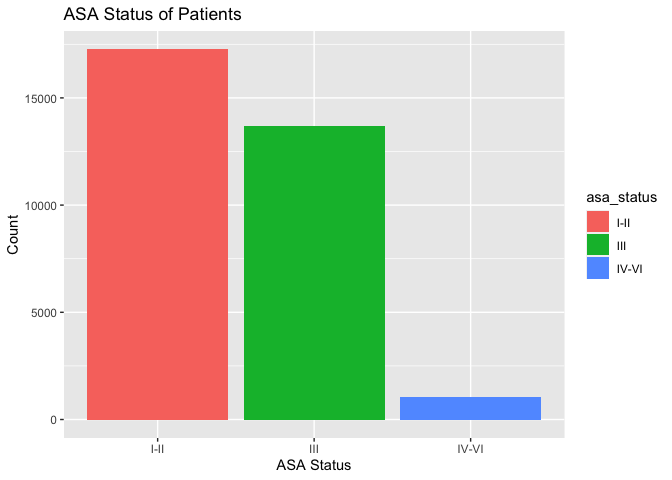 ASA Status of Patients
Count
15000
10000
5000
0
I-II
III
IV-VI
ASA Status
asa_status
I-II
III
IV-VI